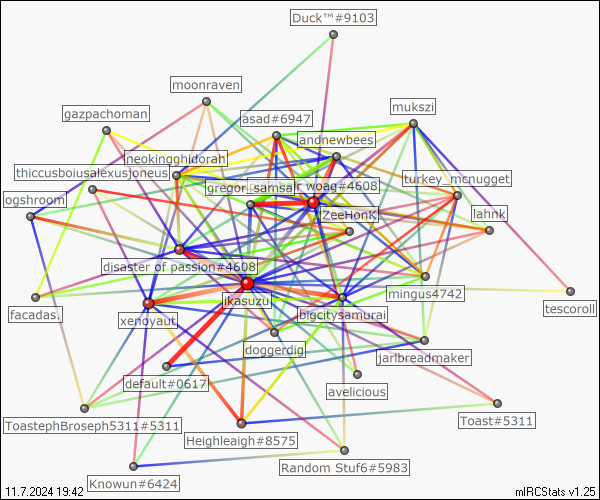 Duck™#9103
moonraven
gazpachoman
asad#6947
mukszi
andnewbees
neokingghidorah
thiccusboiusalexusjoneus
gregor_samsa
ir woag#4608
turkey_mcnugget
ogshroom
ZeeHonK
lahnk
disaster of passion#4608
ikasuzu
mingus4742
tescoroll
facadas.
xenoyaut
bigcitysamurai
doggerdig
jarlbreadmaker
default#0617
avelicious
ToastephBroseph5311#5311
Heighleaigh#8575
Toast#5311
Random Stuf6#5983
Knowun#6424
11.7.2024 19:42
mIRCStats v1.25